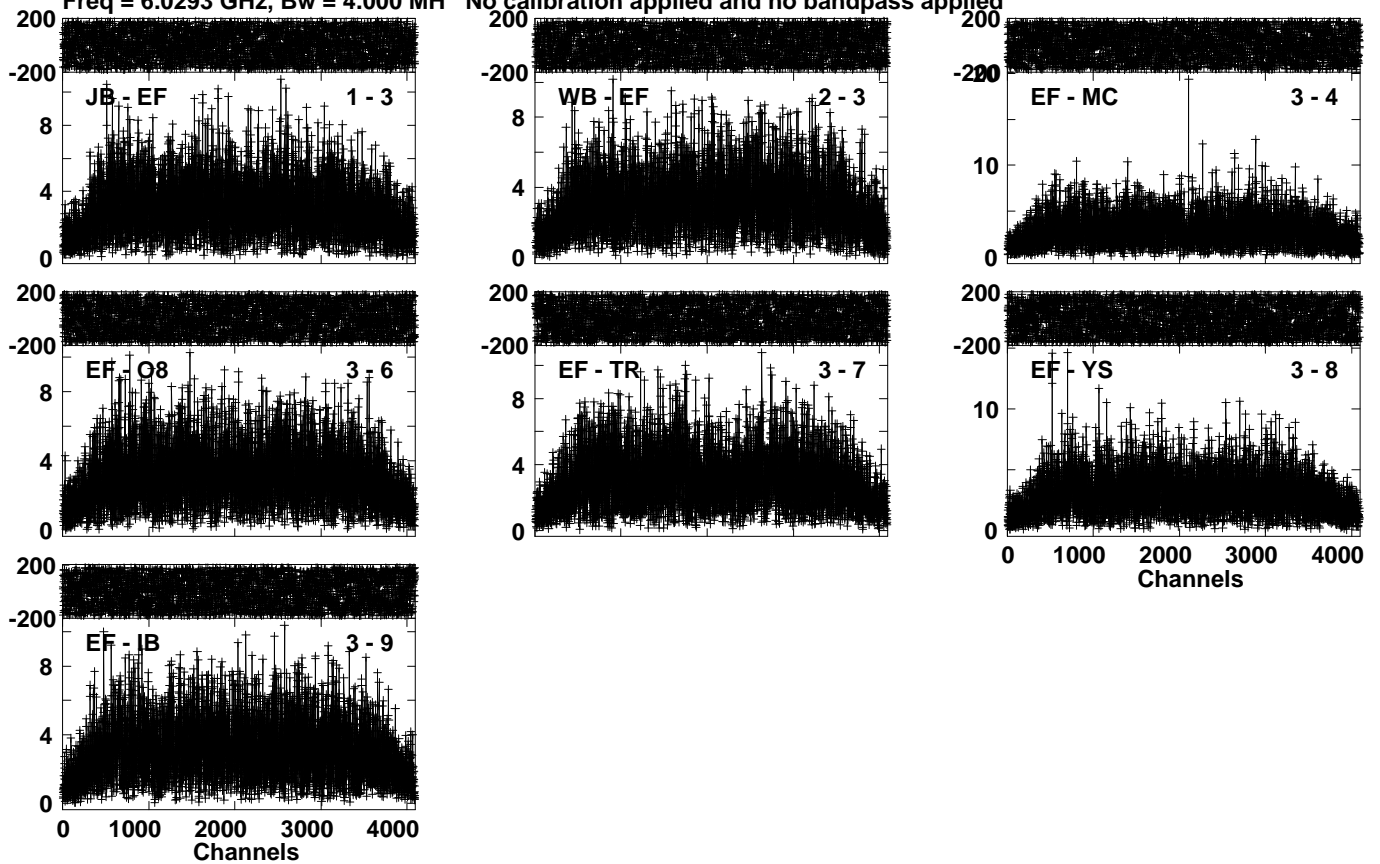 Freq = 6.0293 GHz, Bw = 4.000 MH No calibration applied and no bandpass applied
200
-200
JB - EF 1 - 3
8
4
0
200
-200
WB - EF 2 - 3
8
4
0
200
-200
20
EF - MC 3 - 4
10
0
200
-200
EF - O8 3 - 6
8
4
0
200
-200
EF - TR 3 - 7
8
4
0
200
-200
EF - YS 3 - 8
10
0
0 1000 2000 3000 4000
Channels
200
-200
EF - IB 3 - 9
8
4
0
0 1000 2000 3000 4000
Channels